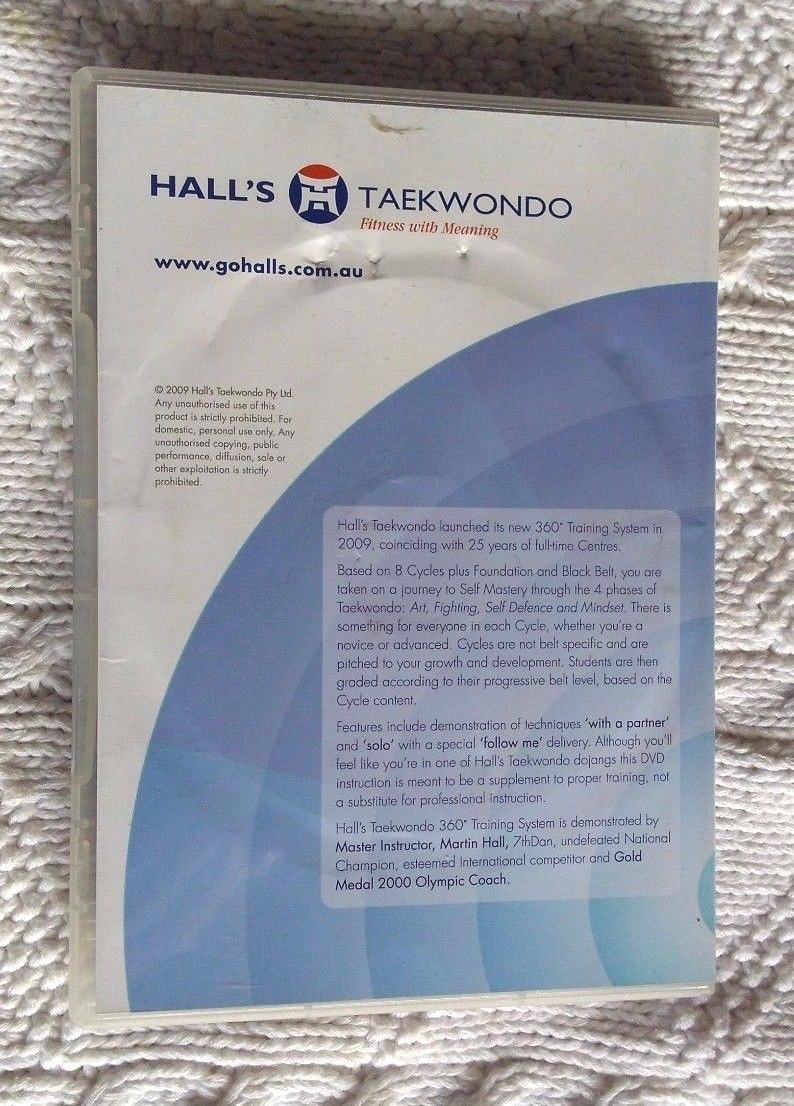 HALL'S TAEKWONDO
Fitness with Meaning
www.gohalls.com.au
© 2009 Hall's Taekwondo Pty Ltd.
Any unauthorised use of this
product is strictly prohibited. For
domestic, personal use only. Any
unauthorised copying, public
performance, diffusion, sale or
other exploitation is strictly
prohibited.
Hall's Taekwondo launched its new 360° Training System in
2009, coinciding with 25 years of full-time Centres.
Based on 8 Cycles plus Foundation and Black Belt, you are
taken on a journey to Self Mastery through the 4 phases of
Taekwondo: Art, Fighting, Self Defence and Mindset. There is
something for everyone in each Cycle, whether you're a
novice or advanced. Cycles are not belt specific and are
pitched to your growth and development. Students are then
graded according to their progressive belt level, based on the
Cycle content.
Features include demonstration of techniques 'with a partner'
and 'solo' with a special 'follow me' delivery. Although you'll
feel like you're in one of Hall's Taekwondo dojangs this DVD
instruction is meant to be a supplement to proper training, not
a substitute for professional instruction.
Hall's Taekwondo 360° Training System is demonstrated by
Master Instructor, Martin Hall, 7thDan, undefeated National
Champion, esteemed International competitor and Gold
Medal 2000 Olympic Coach.